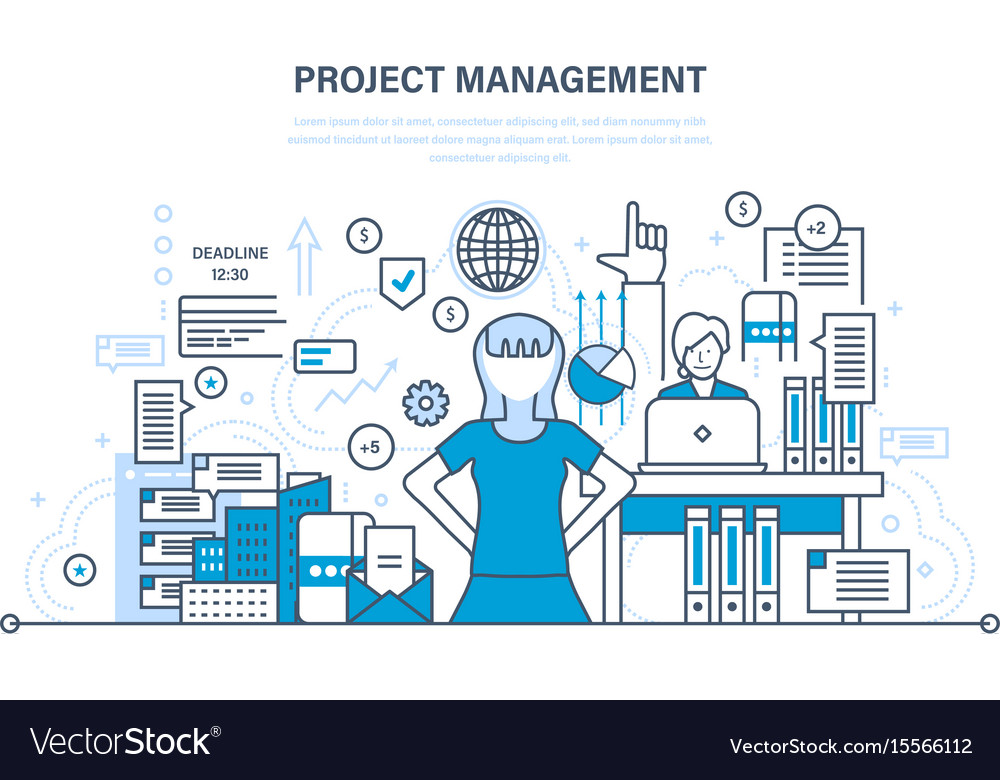 PROJECT MANAGEMENT
Lorem ipsum dolor sit amet, consectetuer adipiscing elit, sed diam nonummy nibh
euismod tincidunt ut laoreet dolore magna aliquam erat. Lorem ipsum dolor sit amet,
consectetuer adipiscing elit.
DEADLINE
12:30
$
$
$
+2
+5
VectorStock®
VectorStock.com/15566112